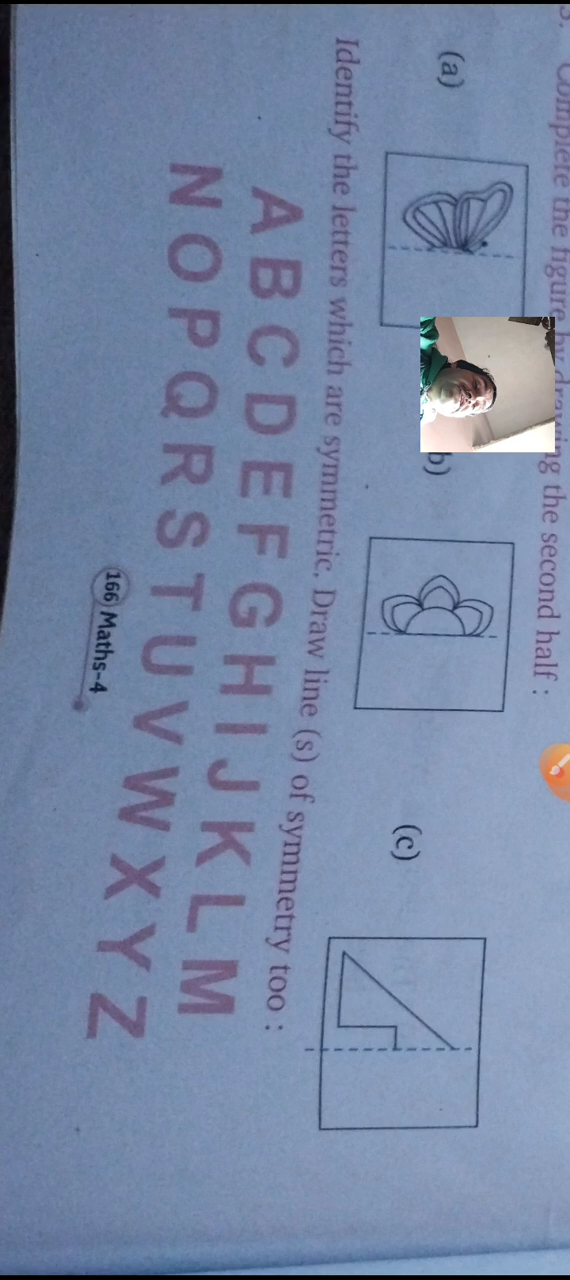 Complete the figure by drawing the second half :
(a)
b)
(c)
Identify the letters which are symmetric. Draw line (s) of symmetry too :
A B C D E F G H I J K L M
N O P Q R S T U V W X Y Z
166 Maths-4